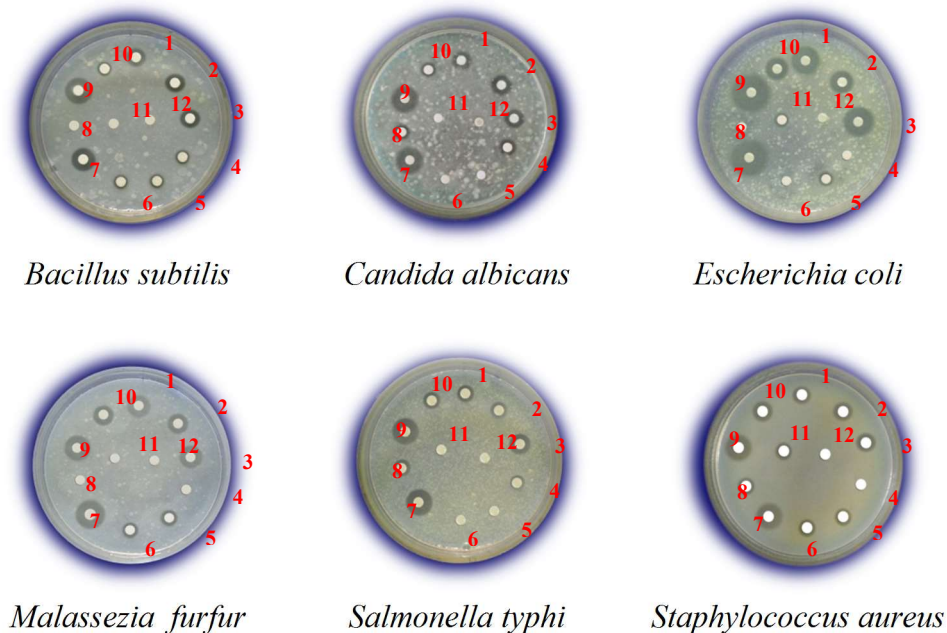 10 1
2
9 11 12 3
8
7 4
6 5
Bacillus subtilis
10 1
2
9 11 12
8 3
7 4
5
6
Candida albicans
10 1
2
9 11 12
8 3
7 4
6 5
Escherichia coli
10 1
2
9 11 12 3
8 4
7 5
6
Malassezia furfur
10 1
2
9 11 12 3
8 4
7 5
6
Salmonella typhi
10 1
2
9 11 12 3
8 4
7 5
6
Staphylococcus aureus